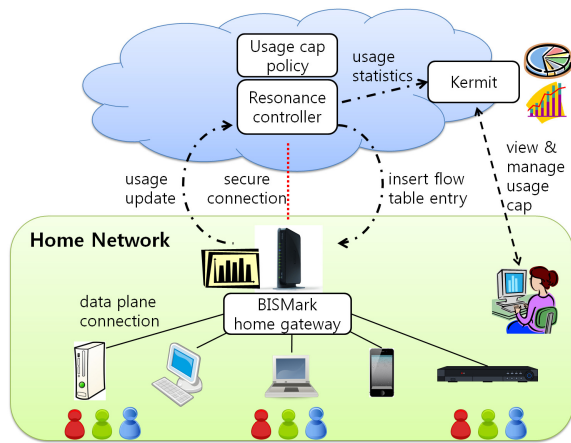 Usage cap
policy
usage
statistics
Kermit
Resonance
controller
view &
manage
usage
cap
usage
update
secure
connection
insert flow
table entry
Home Network
data plane
connection
BISMark
home gateway